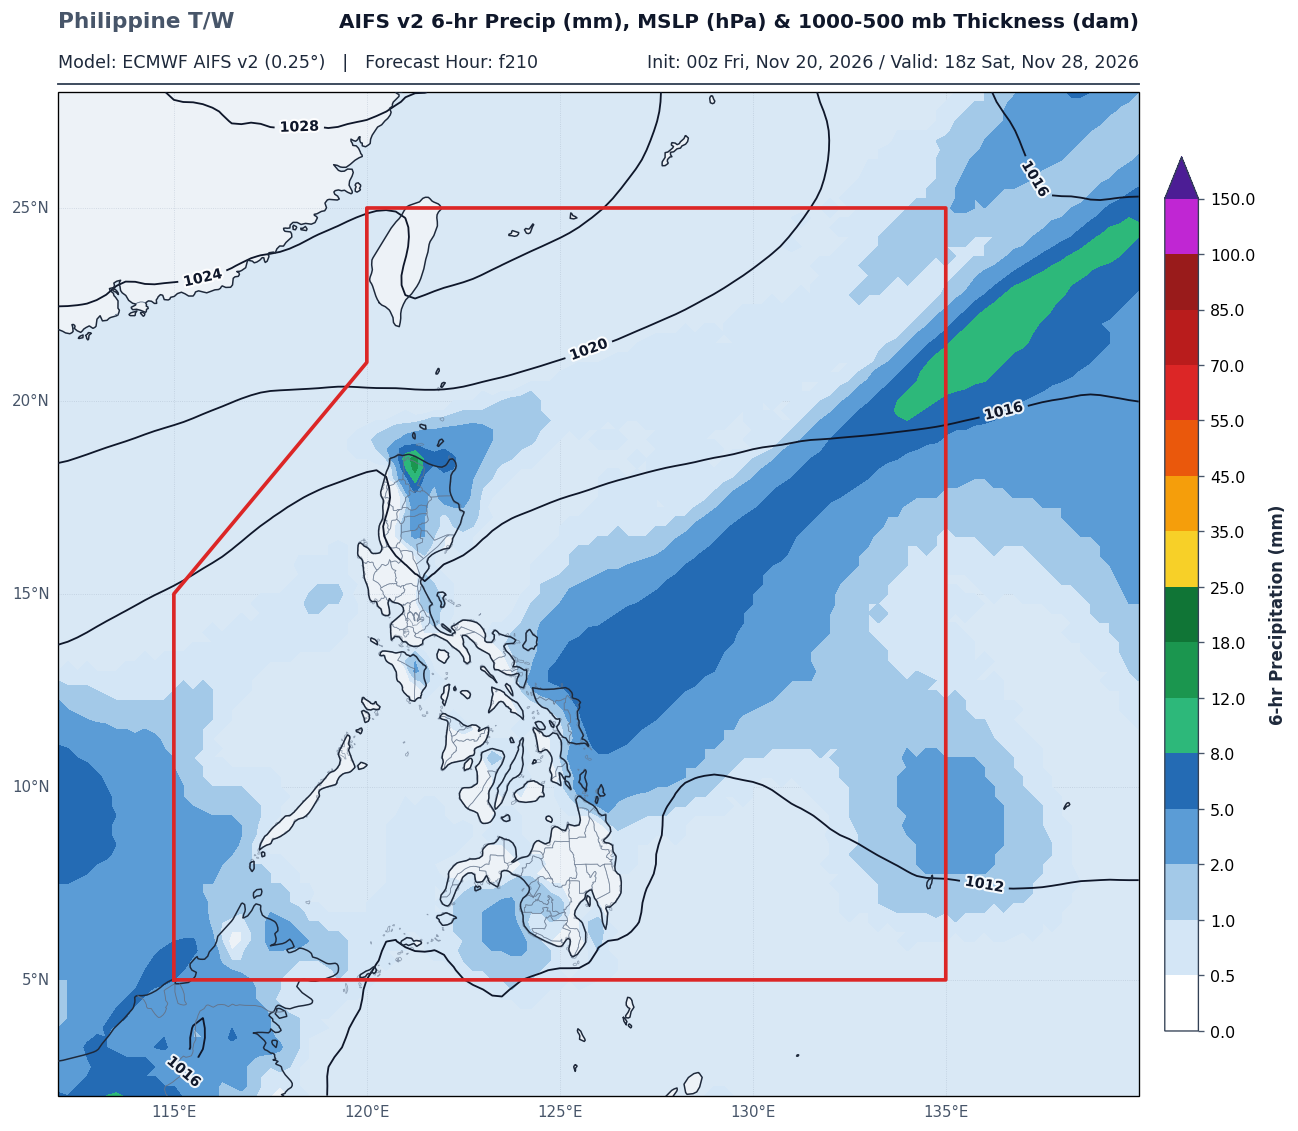 Philippine T/W
AIFS v2 6-hr Precip (mm), MSLP (hPa) & 1000-500 mb Thickness (dam)
Model: ECMWF AIFS v2 (0.25°)   |   Forecast Hour: f210
Init: 00z Fri, Nov 20, 2026 / Valid: 18z Sat, Nov 28, 2026
1028
1016
1024
1020
1016
1012
1016
25°N
20°N
15°N
10°N
5°N
115°E
120°E
125°E
130°E
135°E
150.0
100.0
85.0
70.0
55.0
45.0
35.0
25.0
18.0
12.0
8.0
5.0
2.0
1.0
0.5
0.0
6-hr Precipitation (mm)